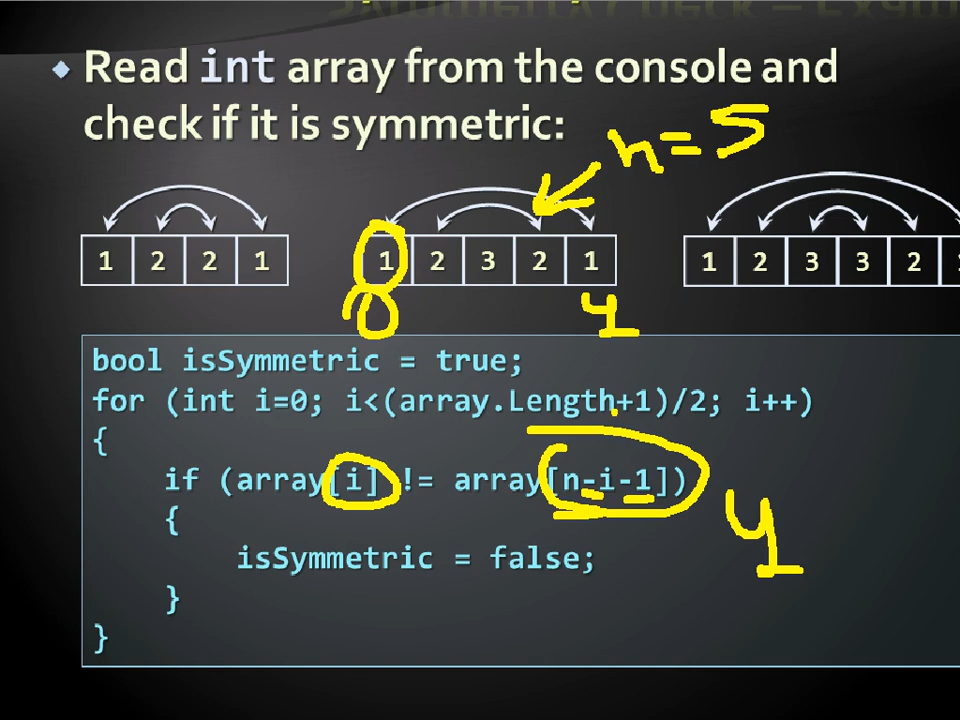 Read int array from the console and
check if it is symmetric:
n=5
1 2 2 1
1 2 3 2 1
1 2 3 3 2
0 4
bool isSymmetric = true;
for (int i=0; i<(array.Length+1)/2; i++)
{
if (array[i] != array[n-i-1])
4
{
isSymmetric = false;
}
}